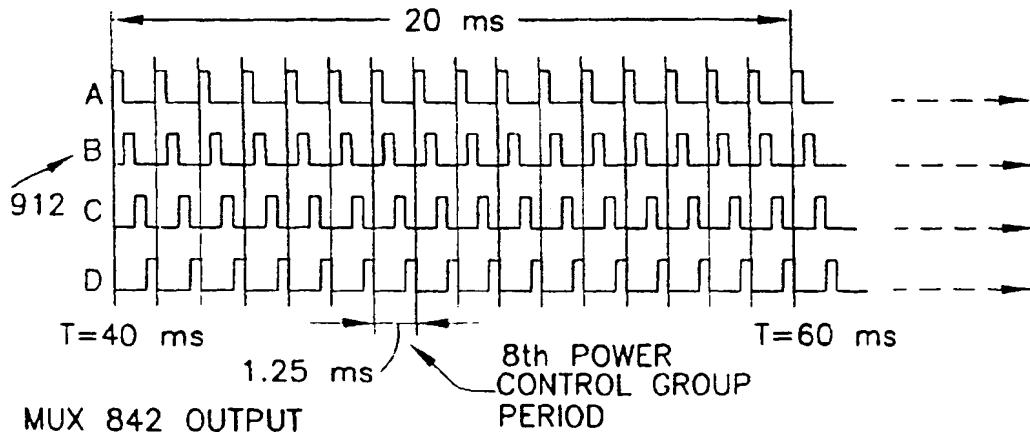 20 ms
A
B
912
C
D
T=40 ms
T=60 ms
1.25 ms
8th POWER
CONTROL GROUP
PERIOD
MUX 842 OUTPUT